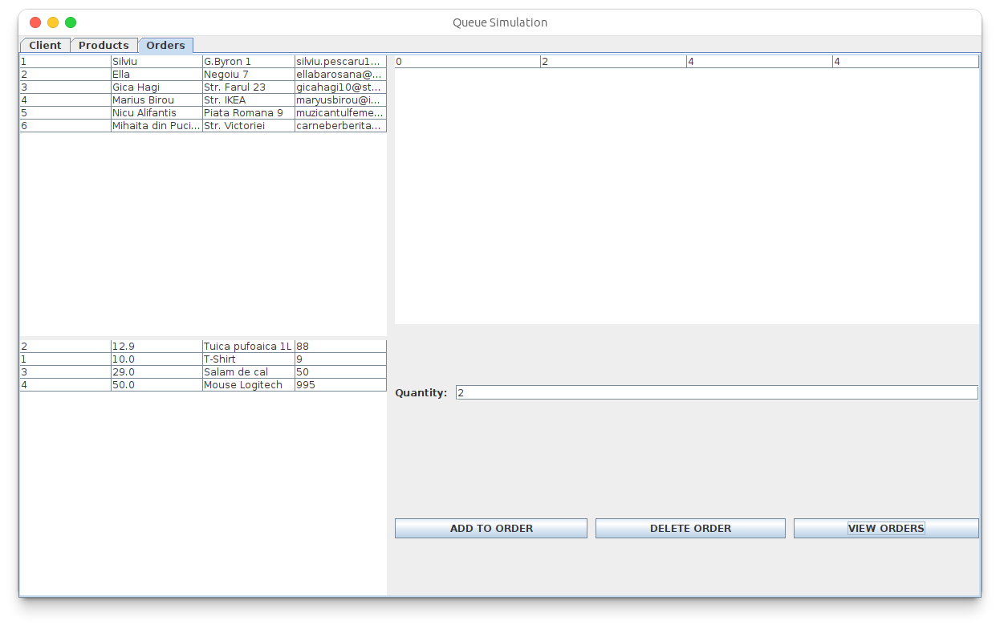 Queue Simulation
Client Products Orders
1 Silviu G.Byron 1 silviu.pescaru1...
2 Ella Negoiu 7 ellabarosana@...
3 Gica Hagi Str. Farul 23 gicahagi10@st...
4 Marius Birou Str. IKEA maryusbirou@i...
5 Nicu Alifantis Piata Romana 9 muzicantulfeme...
6 Mihaita din Puci... Str. Victoriei carneberberita...
0 2 4 4
2 12.9 Tuica pufoaica 1L 88
1 10.0 T-Shirt 9
3 29.0 Salam de cal 50
4 50.0 Mouse Logitech 995
Quantity: 2
ADD TO ORDER DELETE ORDER VIEW ORDERS